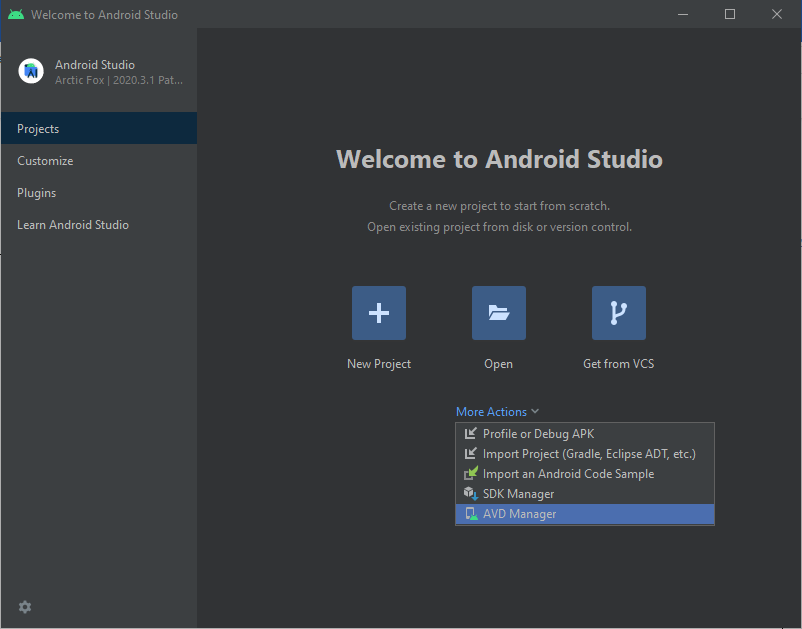 Welcome to Android Studio
Android Studio
Arctic Fox | 2020.3.1 Pat...
Projects
Customize
Plugins
Learn Android Studio
Welcome to Android Studio
Create a new project to start from scratch.
Open existing project from disk or version control.
New Project
Open
Get from VCS
More Actions
Profile or Debug APK
Import Project (Gradle, Eclipse ADT, etc.)
Import an Android Code Sample
SDK Manager
AVD Manager